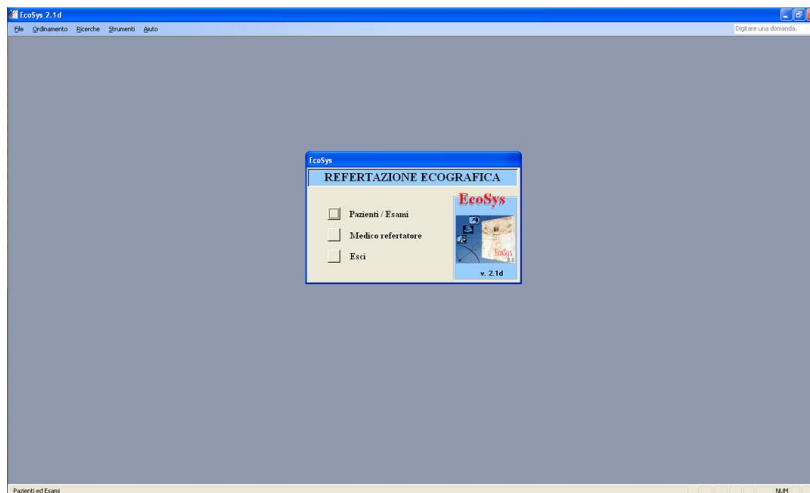 EcoSys 2.1d
File Ordinamento Ricerche Strumenti Aiuto
Digitare una domanda.
EcoSys
REFERTAZIONE ECOGRAFICA
EcoSys
Pazienti / Esami
Medico refertatore
Esci
EcoSys
v. 2.1d
Pazienti ed Esami
NUM